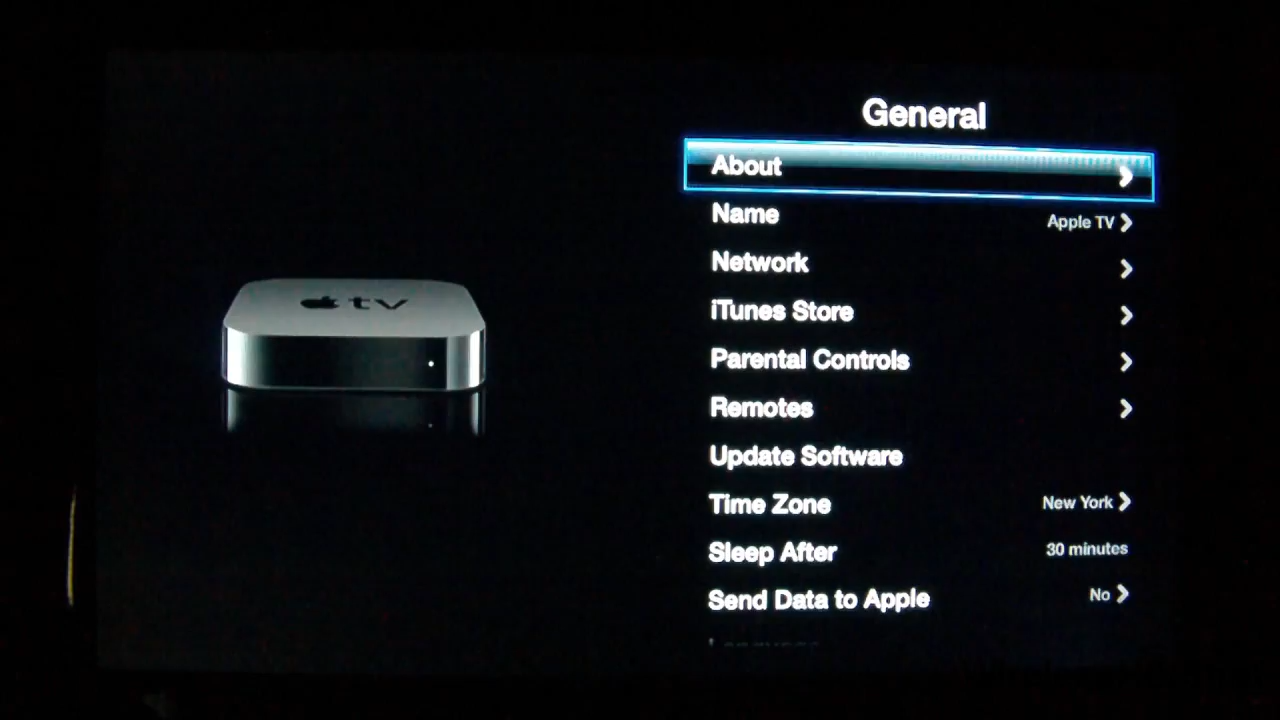 General
About
Name Apple TV
Network
iTunes Store
Parental Controls
Remotes
Update Software
Time Zone New York
Sleep After 30 minutes
Send Data to Apple No
tv